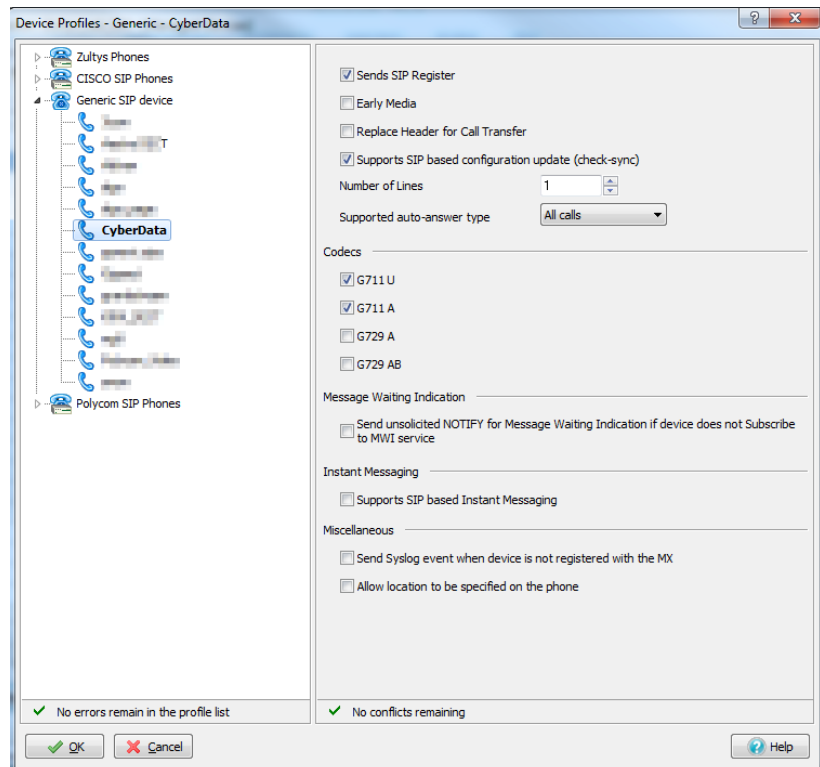 Device Profiles - Generic - CyberData
Zultys Phones
CISCO SIP Phones
Generic SIP device
T
CyberData
Polycom SIP Phones
No errors remain in the profile list
Sends SIP Register
Early Media
Replace Header for Call Transfer
Supports SIP based configuration update (check-sync)
Number of Lines 1
Supported auto-answer type All calls
Codecs
G711 U
G711 A
G729 A
G729 AB
Message Waiting Indication
Send unsolicited NOTIFY for Message Waiting Indication if device does not Subscribe
to MWI service
Instant Messaging
Supports SIP based Instant Messaging
Miscellaneous
Send Syslog event when device is not registered with the MX
Allow location to be specified on the phone
No conflicts remaining
OK Cancel Help